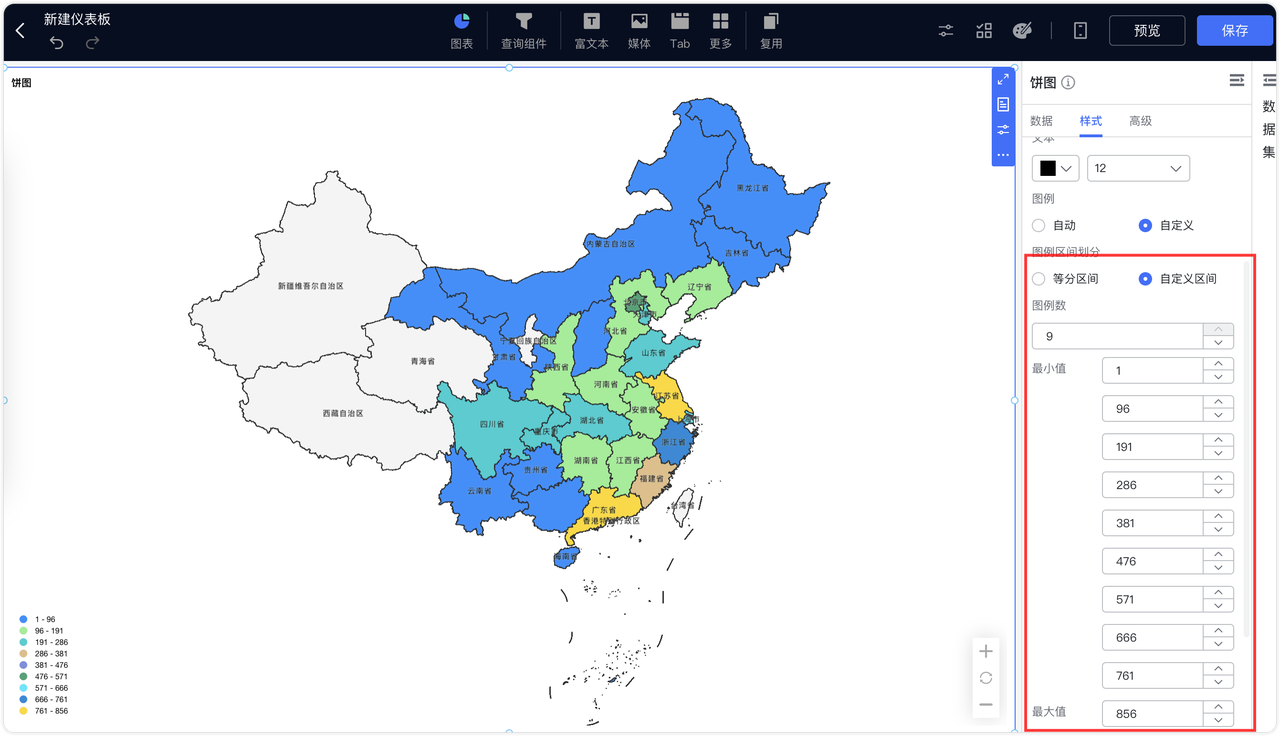 新建仪表板
图表
查询组件
富文本
媒体
Tab
更多
复用
预览
保存
饼图
黑龙江省
内蒙古自治区
吉林省
新疆维吾尔自治区
辽宁省
北京市
天津市
河北省
宁夏回族自治区
山东省
甘肃省
青海省
陕西省
河南省
江苏省
西藏自治区
安徽省
上海市
四川省
湖北省
重庆市
浙江省
湖南省
江西省
贵州省
福建省
云南省
台湾省
广东省
香港特别行政区
海南省
1 - 96
96 - 191
191 - 286
286 - 381
381 - 476
476 - 571
571 - 666
666 - 761
761 - 856
饼图
数据
样式
高级
文本
12
图例
自动
自定义
图例区间划分
等分区间
自定义区间
图例数
9
最小值
1
96
191
286
381
476
571
666
761
最大值
856
数据集